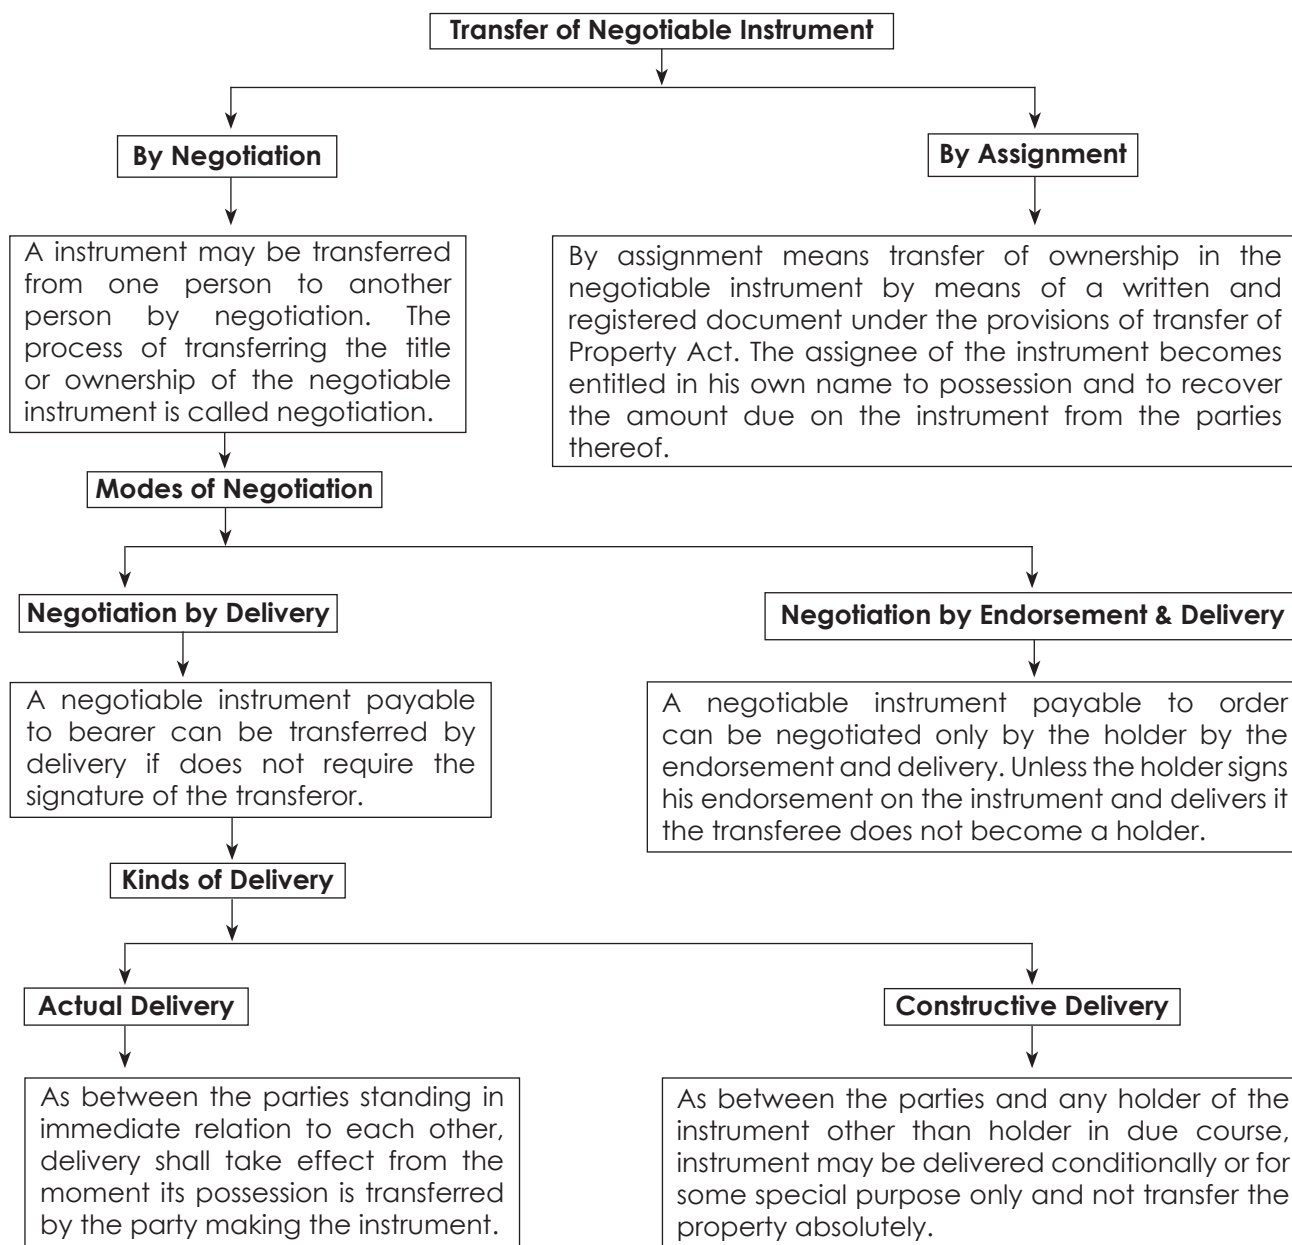 Transfer of Negotiable Instrument
By Negotiation
By Assignment
A instrument may be transferred
from one person to another
person by negotiation. The
process of transferring the title
or ownership of the negotiable
instrument is called negotiation.
By assignment means transfer of ownership in the
negotiable instrument by means of a written and
registered document under the provisions of transfer of
Property Act. The assignee of the instrument becomes
entitled in his own name to possession and to recover
the amount due on the instrument from the parties
thereof.
Modes of Negotiation
Negotiation by Delivery
Negotiation by Endorsement & Delivery
A negotiable instrument payable
to bearer can be transferred by
delivery if does not require the
signature of the transferor.
A negotiable instrument payable to order
can be negotiated only by the holder by the
endorsement and delivery. Unless the holder signs
his endorsement on the instrument and delivers it
the transferee does not become a holder.
Kinds of Delivery
Actual Delivery
Constructive Delivery
As between the parties standing in
immediate relation to each other,
delivery shall take effect from the
moment its possession is transferred
by the party making the instrument.
As between the parties and any holder of the
instrument other than holder in due course,
instrument may be delivered conditionally or for
some special purpose only and not transfer the
property absolutely.